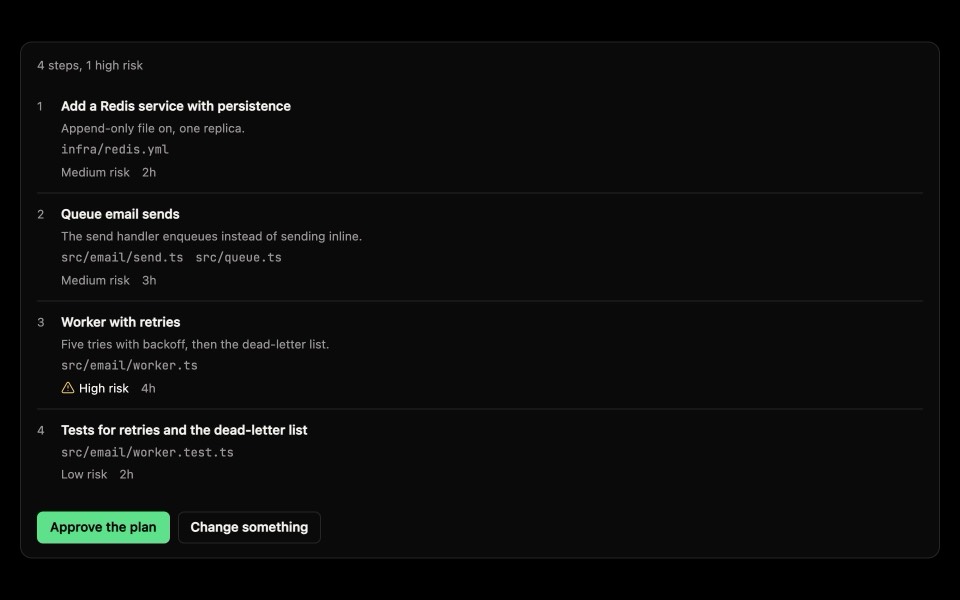 4 steps, 1 high risk
1 Add a Redis service with persistence
Append-only file on, one replica.
infra/redis.yml
Medium risk 2h
2 Queue email sends
The send handler enqueues instead of sending inline.
src/email/send.ts src/queue.ts
Medium risk 3h
3 Worker with retries
Five tries with backoff, then the dead-letter list.
src/email/worker.ts
High risk 4h
4 Tests for retries and the dead-letter list
src/email/worker.test.ts
Low risk 2h
Approve the plan Change something